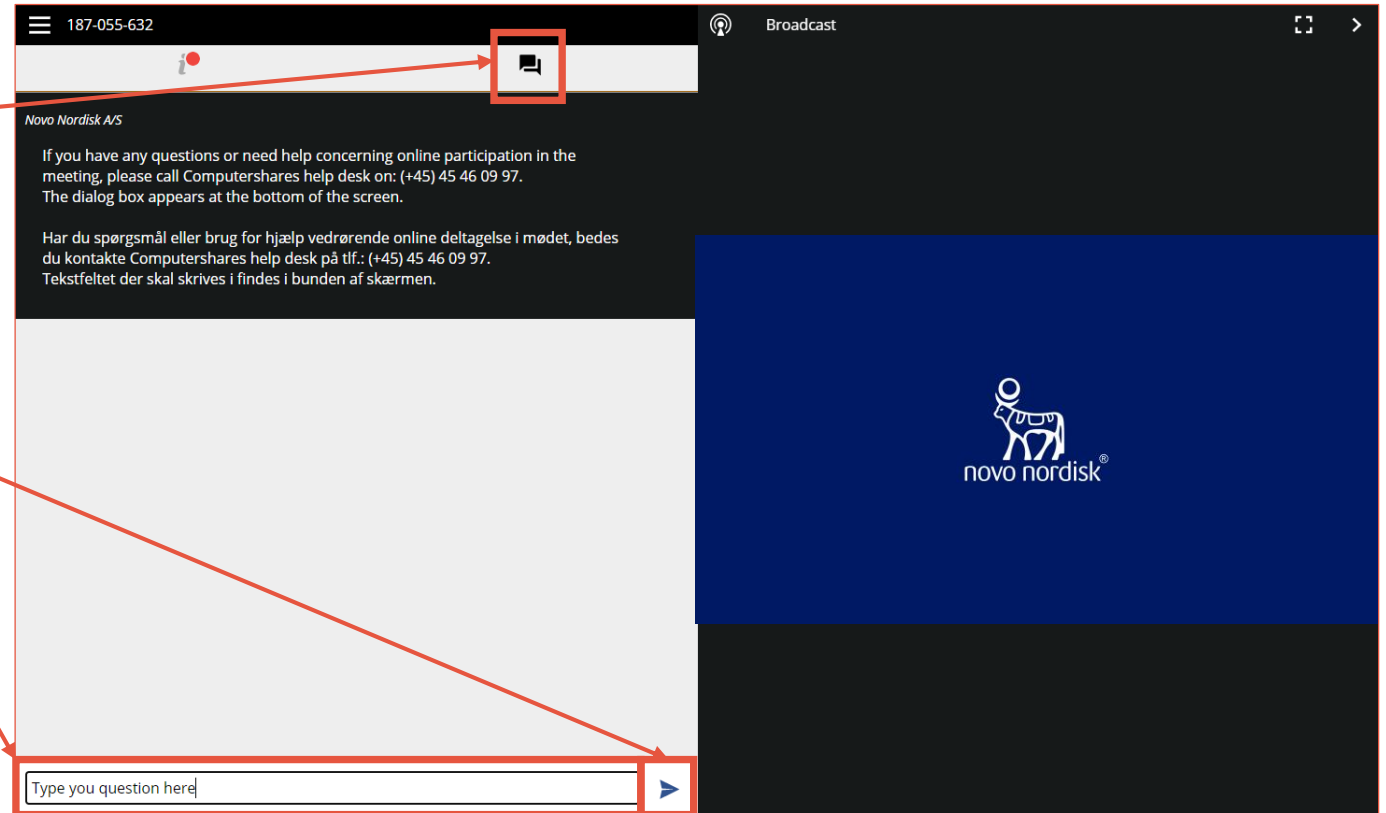 187-055-632
Broadcast
i
Novo Nordisk A/S
If you have any questions or need help concerning online participation in the
meeting, please call Computershares help desk on: (+45) 45 46 09 97.
The dialog box appears at the bottom of the screen.
Har du spørgsmål eller brug for hjælp vedrørende online deltagelse i mødet, bedes
du kontakte Computershares help desk på tlf.: (+45) 45 46 09 97.
Tekstfeltet der skal skrives i findes i bunden af skærmen.
novo nordisk®
Type you question here